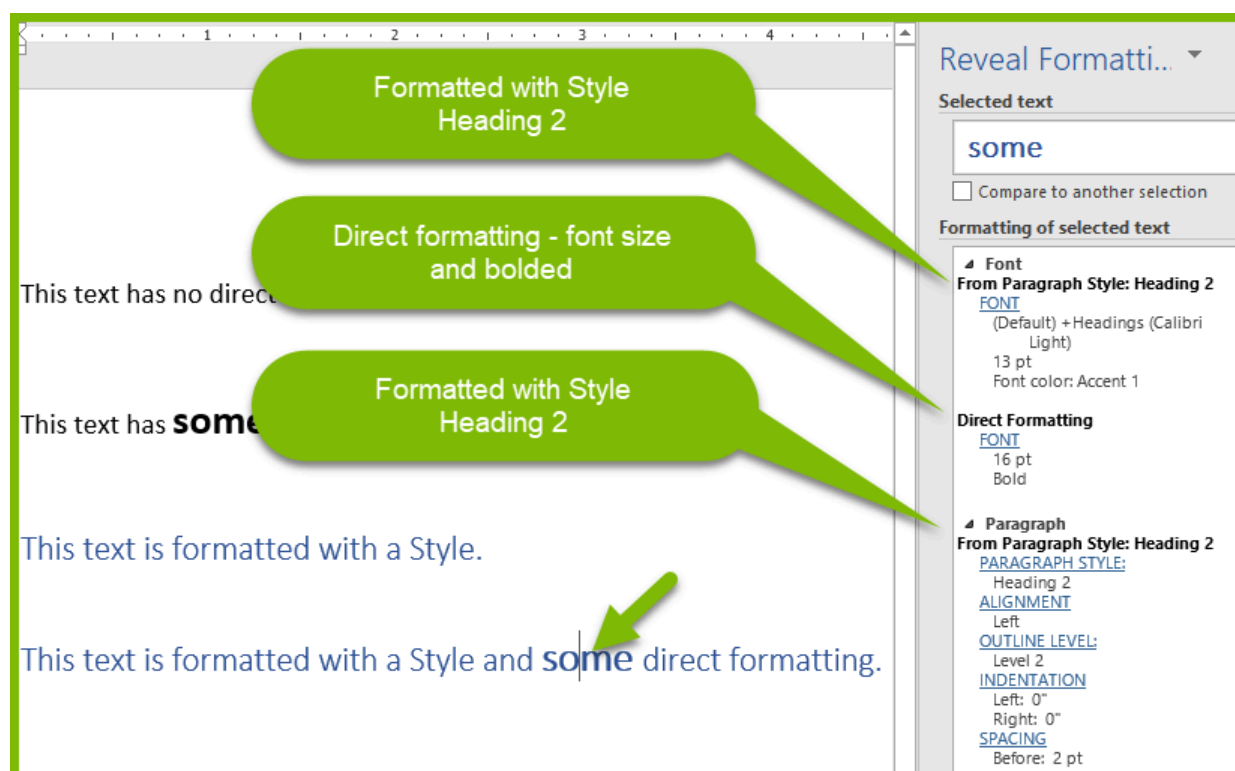 1 2 3 4
Formatted with Style
Heading 2
Direct formatting - font size
and bolded
This text has no direc
Formatted with Style
Heading 2
This text has some
This text is formatted with a Style.
This text is formatted with a Style and some direct formatting.
Reveal Formatti...
Selected text
some
Compare to another selection
Formatting of selected text
Font
From Paragraph Style: Heading 2
FONT
(Default) +Headings (Calibri
Light)
13 pt
Font color: Accent 1
Direct Formatting
FONT
16 pt
Bold
Paragraph
From Paragraph Style: Heading 2
PARAGRAPH STYLE:
Heading 2
ALIGNMENT
Left
OUTLINE LEVEL:
Level 2
INDENTATION
Left: 0"
Right: 0"
SPACING
Before: 2 pt